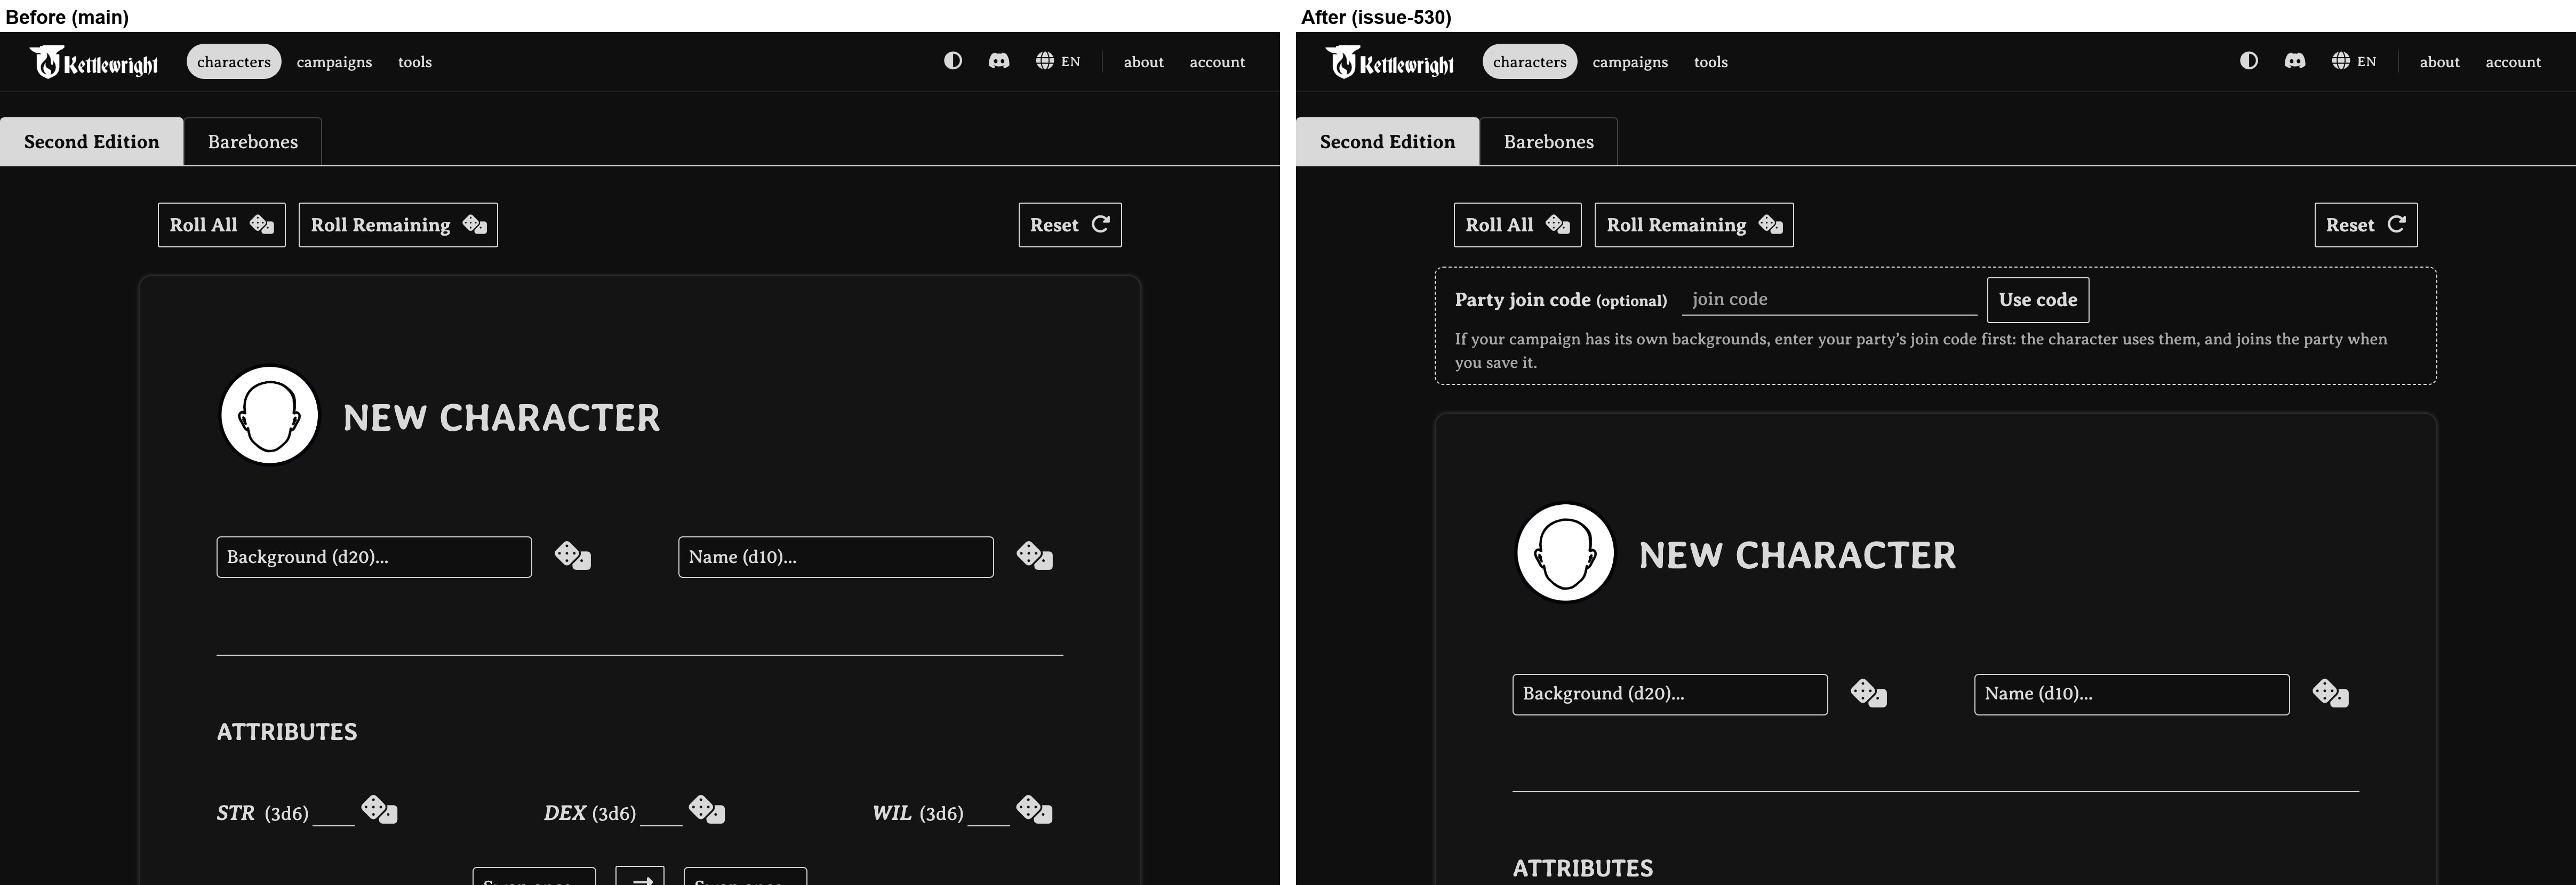 Before (main)
Kettlewright characters campaigns tools EN about account
Second Edition Barebones
Roll All Roll Remaining Reset
NEW CHARACTER
Background (d20)... Name (d10)...
ATTRIBUTES
STR (3d6) DEX (3d6) WIL (3d6)
After (issue-530)
Kettlewright characters campaigns tools EN about account
Second Edition Barebones
Roll All Roll Remaining Reset
Party join code (optional) join code Use code
If your campaign has its own backgrounds, enter your party’s join code first: the character uses them, and joins the party when
you save it.
NEW CHARACTER
Background (d20)... Name (d10)...
ATTRIBUTES